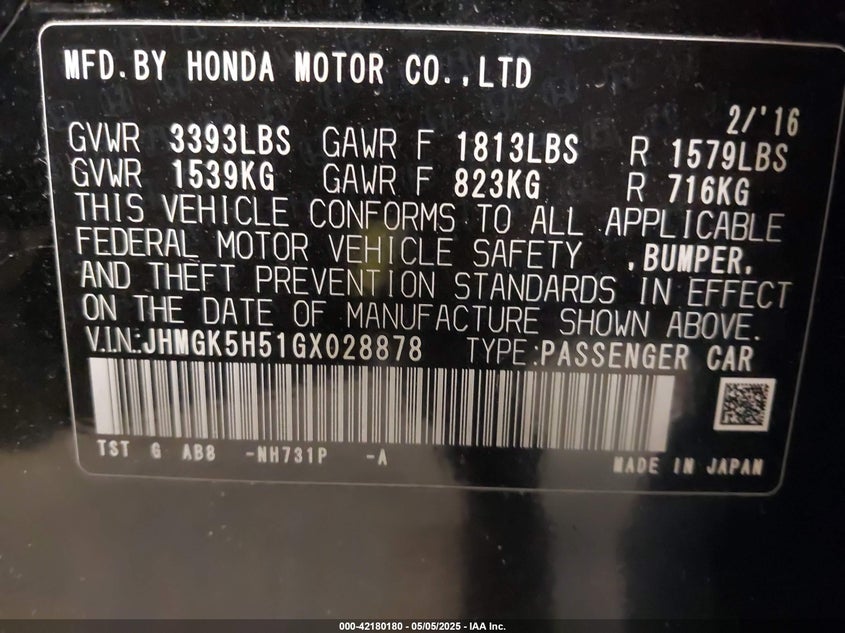 MFD.BY HONDA MOTOR CO.,LTD
2/'16
GVWR 3393LBS GAWR F 1813LBS R 1579LBS
GVWR 1539KG GAWR F 823KG R 716KG
THIS VEHICLE CONFORMS TO ALL APPLICABLE
FEDERAL MOTOR VEHICLE SAFETY ,BUMPER,
AND THEFT PREVENTION STANDARDS IN EFFECT
ON THE DATE OF MANUFACTURE SHOWN ABOVE.
V.I.N.:JHMGK5H51GX028878 TYPE:PASSENGER CAR
TST G AB8 -NH731P -A
MADE IN JAPAN
000-42180180 - 05/05/2025 - IAA Inc.